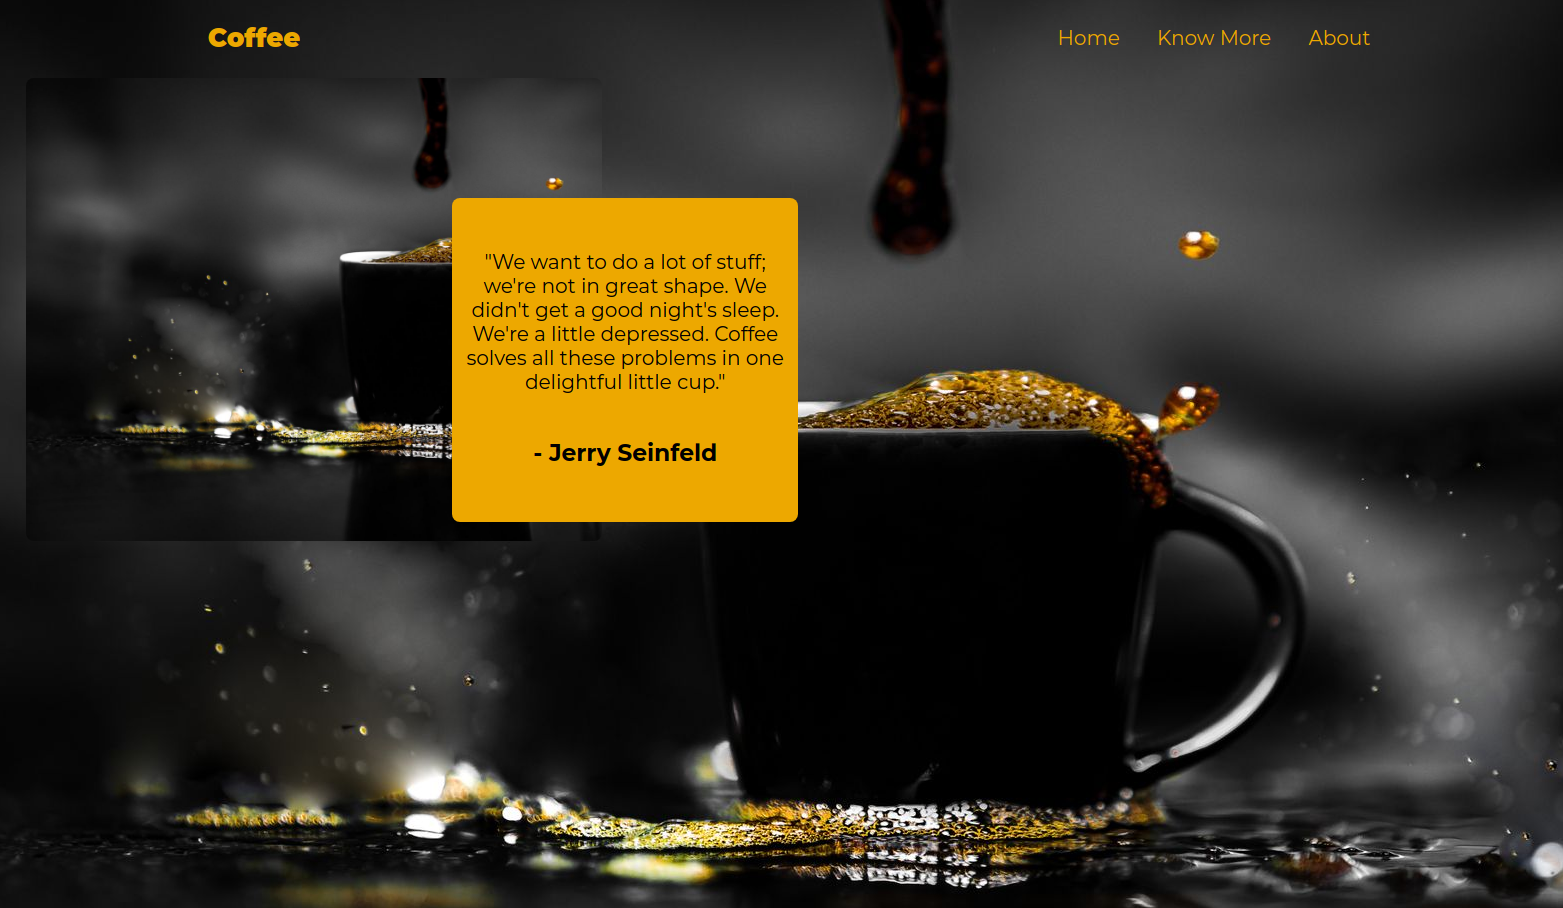 Coffee
Home Know More About
"We want to do a lot of stuff;
we're not in great shape. We
didn't get a good night's sleep.
We're a little depressed. Coffee
solves all these problems in one
delightful little cup."
- Jerry Seinfeld